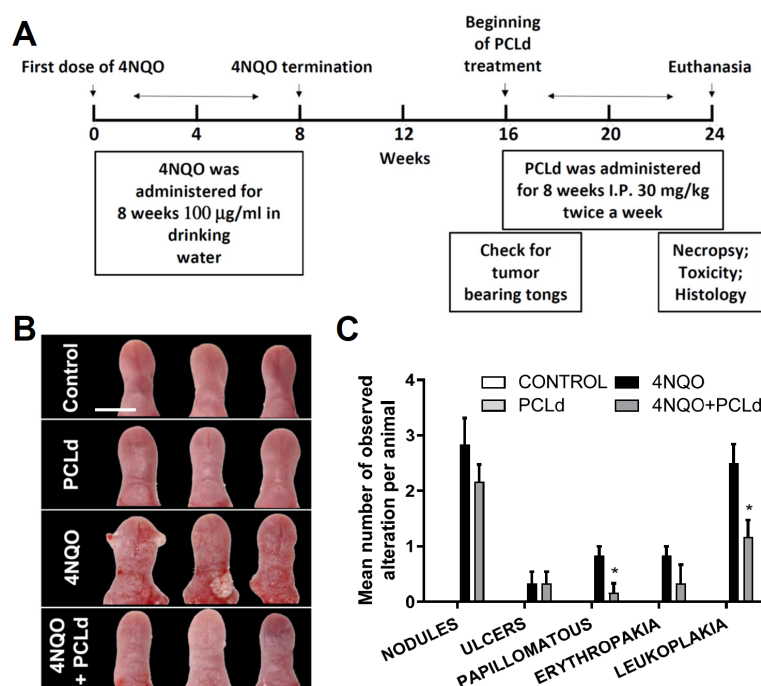 A
Beginning
of PCLd
treatment
First dose of 4NQO
4NQO termination
Euthanasia
0
4
8
12
16
20
24
Weeks
4NQO was
administered for
8 weeks 100 µg/ml in
drinking
water
PCLd was administered
for 8 weeks I.P. 30 mg/kg
twice a week
Check for
tumor
bearing tongs
Necropsy;
Toxicity;
Histology
B
Control
PCLd
4NQO
4NQO
+ PCLd
C
Mean number of observed
alteration per animal
4
3
2
1
0
CONTROL
4NQO
PCLd
4NQO+PCLd
*
*
NODULES
ULCERS
PAPILLOMATOUS
ERYTHROPAKIA
LEUKOPLAKIA